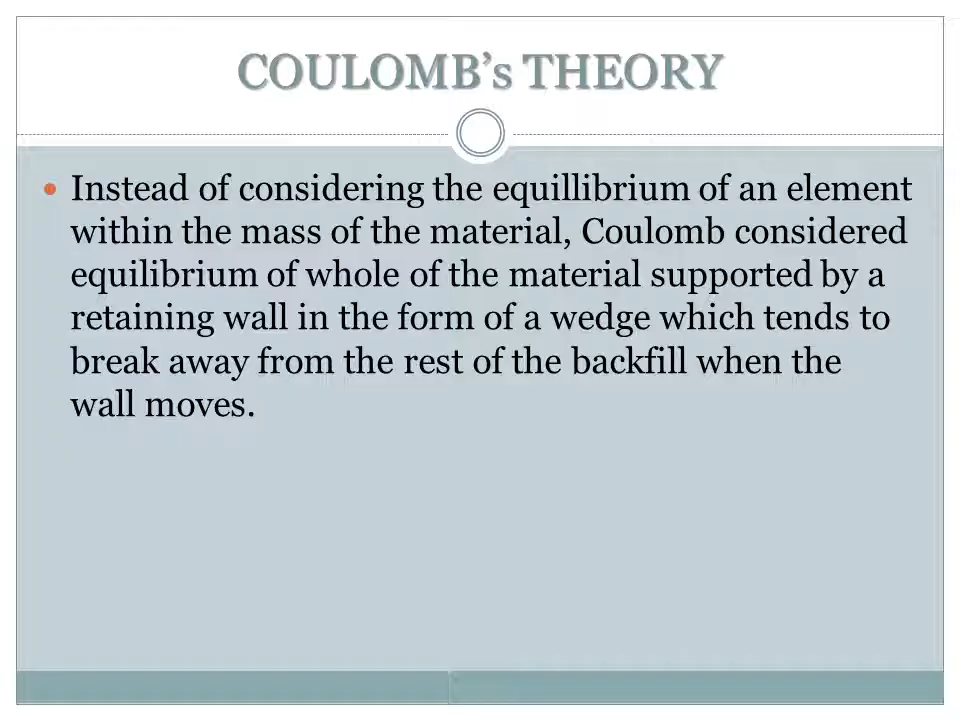 COULOMB’s THEORY
• Instead of considering the equillibrium of an element
within the mass of the material, Coulomb considered
equilibrium of whole of the material supported by a
retaining wall in the form of a wedge which tends to
break away from the rest of the backfill when the
wall moves.